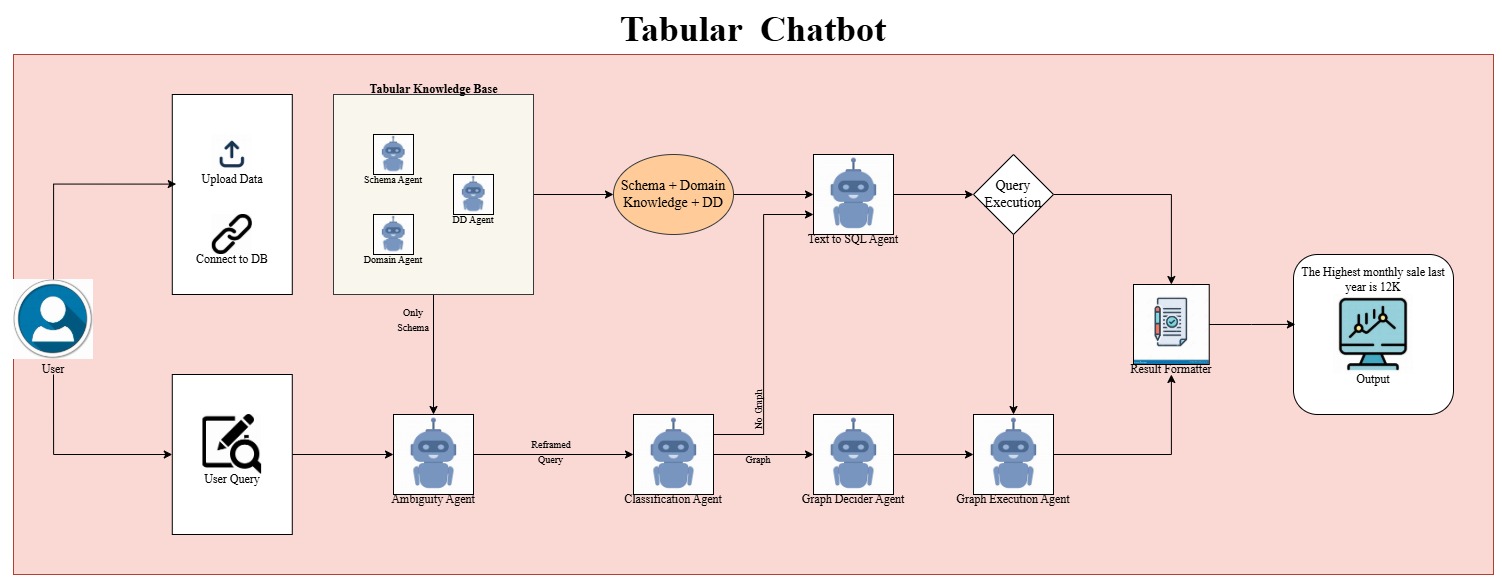 Tabular Chatbot
Tabular Knowledge Base
Upload Data
Connect to DB
Schema Agent
DD Agent
Domain Agent
Schema + Domain
Knowledge + DD
Text to SQL Agent
Query
Execution
The Highest monthly sale last
year is 12K
Output
Result Formatter
Only
Schema
User
User Query
Ambiguity Agent
Reframed
Query
Classification Agent
No Graph
Graph
Graph Decider Agent
Graph Execution Agent